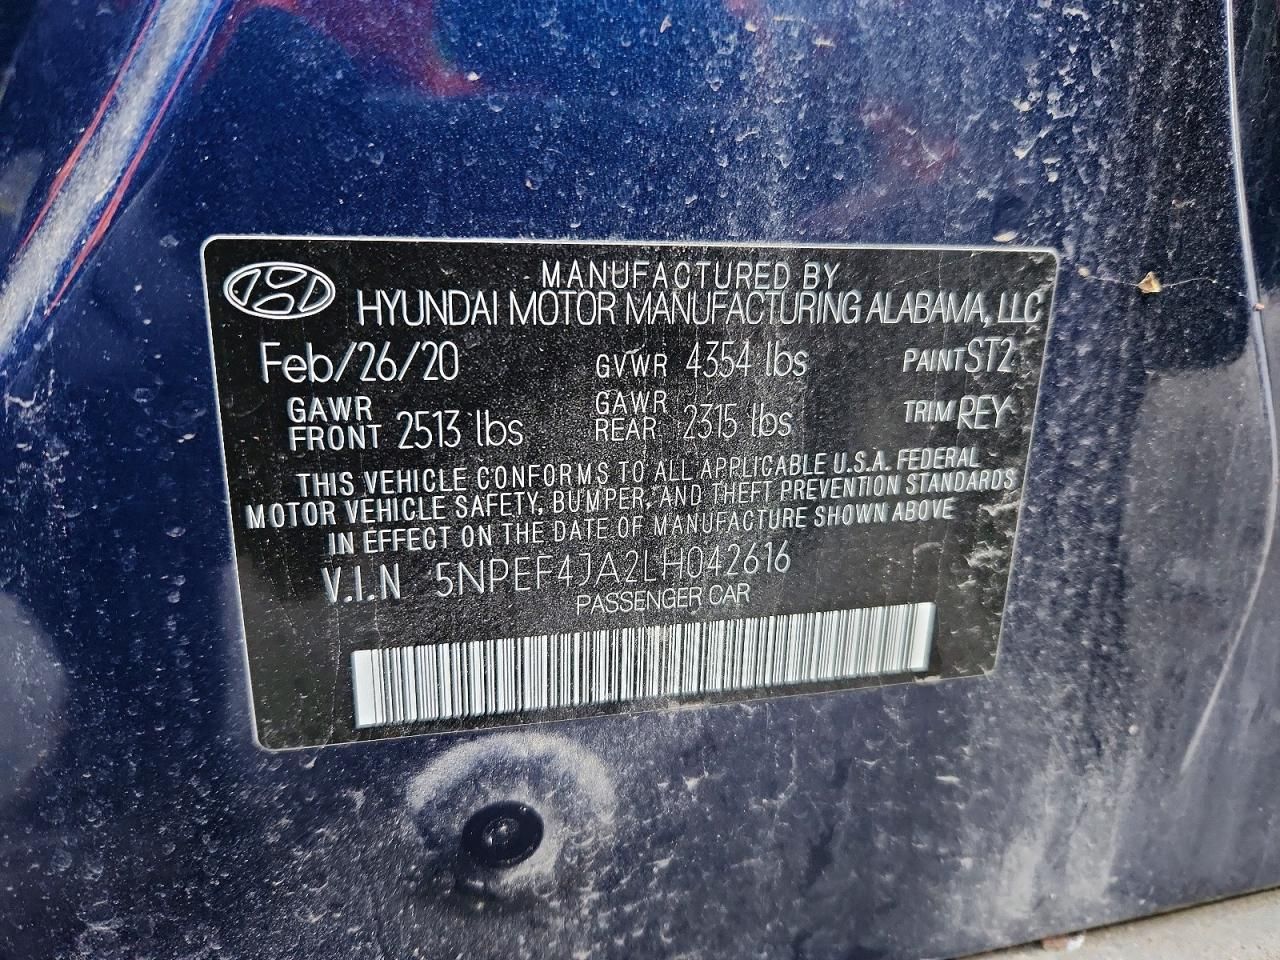 MANUFACTURED BY
HYUNDAI MOTOR MANUFACTURING ALABAMA, LLC
Feb/26/20 GVWR 4354 lbs PAINT ST2
GAWR FRONT 2513 lbs GAWR REAR 2315 lbs TRIM REY
THIS VEHICLE CONFORMS TO ALL APPLICABLE U.S.A. FEDERAL
MOTOR VEHICLE SAFETY, BUMPER, AND THEFT PREVENTION STANDARDS
IN EFFECT ON THE DATE OF MANUFACTURE SHOWN ABOVE
V.I.N 5NPEF4JA2LH042616
PASSENGER CAR